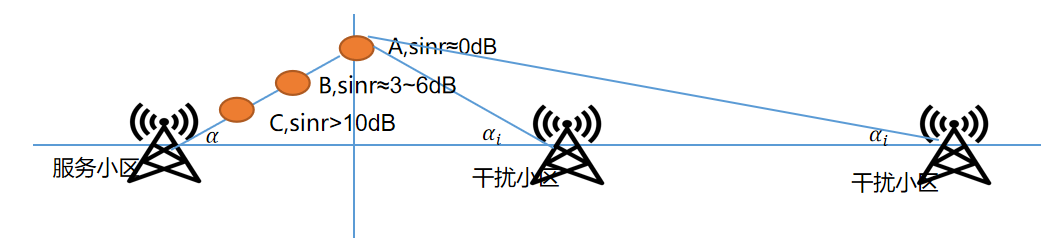 A,sinr≈0dB
B,sinr≈3~6dB
C,sinr>10dB
α
αᵢ
αᵢ
服务小区
干扰小区
干扰小区